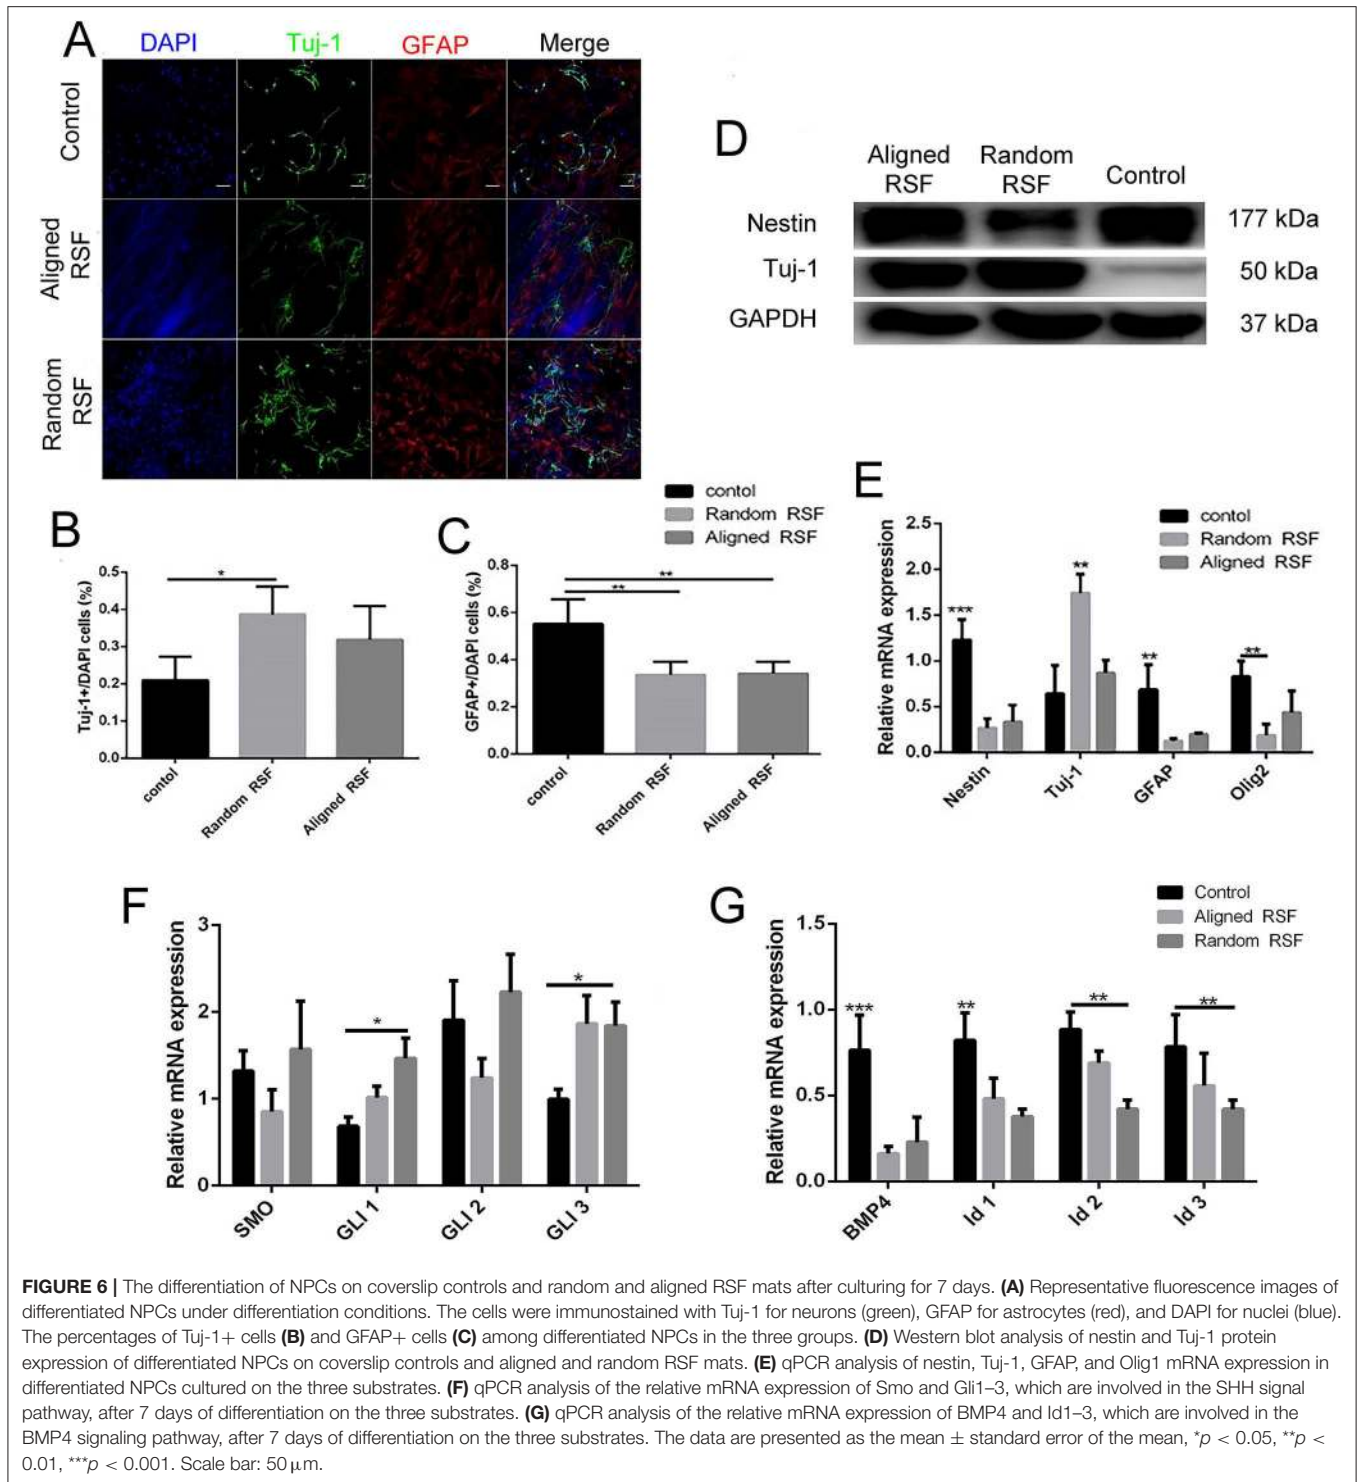 A
DAPI
Tuj-1
GFAP
Merge
Control
Aligned
RSF
Random
RSF
D
Aligned
RSF
Random
RSF
Control
Nestin
177 kDa
Tuj-1
50 kDa
GAPDH
37 kDa
B
Tuj-1+/DAPI cells (%)
0.5
0.4
0.3
0.2
0.1
0.0
*
contol
Random RSF
Aligned RSF
C
contol
Random RSF
Aligned RSF
GFAP+/DAPI cells (%)
0.8
0.6
0.4
0.2
0.0
**
**
control
Random RSF
Aligned RSF
E
contol
Random RSF
Aligned RSF
Relative mRNA expression
2.5
2.0
1.5
1.0
0.5
0.0
***
**
**
**
Nestin
Tuj-1
GFAP
Olig2
F
Relative mRNA expression
3
2
1
0
*
*
SMO
GLI 1
GLI 2
GLI 3
G
Control
Aligned RSF
Random RSF
Relative mRNA expression
1.5
1.0
0.5
0.0
***
**
**
**
BMP4
Id 1
Id 2
Id 3
FIGURE 6 | The differentiation of NPCs on coverslip controls and random and aligned RSF mats after culturing for 7 days. (A) Representative fluorescence images of
differentiated NPCs under differentiation conditions. The cells were immunostained with Tuj-1 for neurons (green), GFAP for astrocytes (red), and DAPI for nuclei (blue).
The percentages of Tuj-1+ cells (B) and GFAP+ cells (C) among differentiated NPCs in the three groups. (D) Western blot analysis of nestin and Tuj-1 protein
expression of differentiated NPCs on coverslip controls and aligned and random RSF mats. (E) qPCR analysis of nestin, Tuj-1, GFAP, and Olig1 mRNA expression in
differentiated NPCs cultured on the three substrates. (F) qPCR analysis of the relative mRNA expression of Smo and Gli1–3, which are involved in the SHH signal
pathway, after 7 days of differentiation on the three substrates. (G) qPCR analysis of the relative mRNA expression of BMP4 and Id1–3, which are involved in the
BMP4 signaling pathway, after 7 days of differentiation on the three substrates. The data are presented as the mean ± standard error of the mean, *p < 0.05, **p <
0.01, ***p < 0.001. Scale bar: 50 μm.